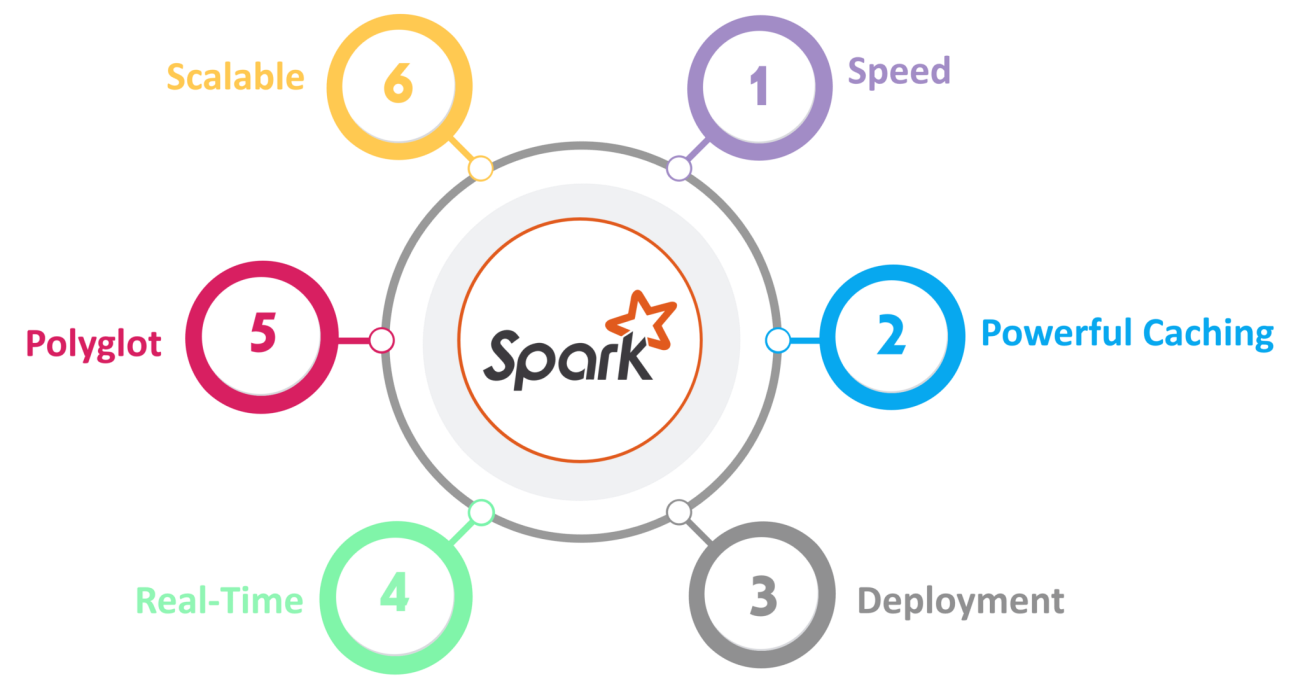 Scalable
6
1
Speed
Polyglot
5
Spark
2
Powerful Caching
Real-Time
4
3
Deployment